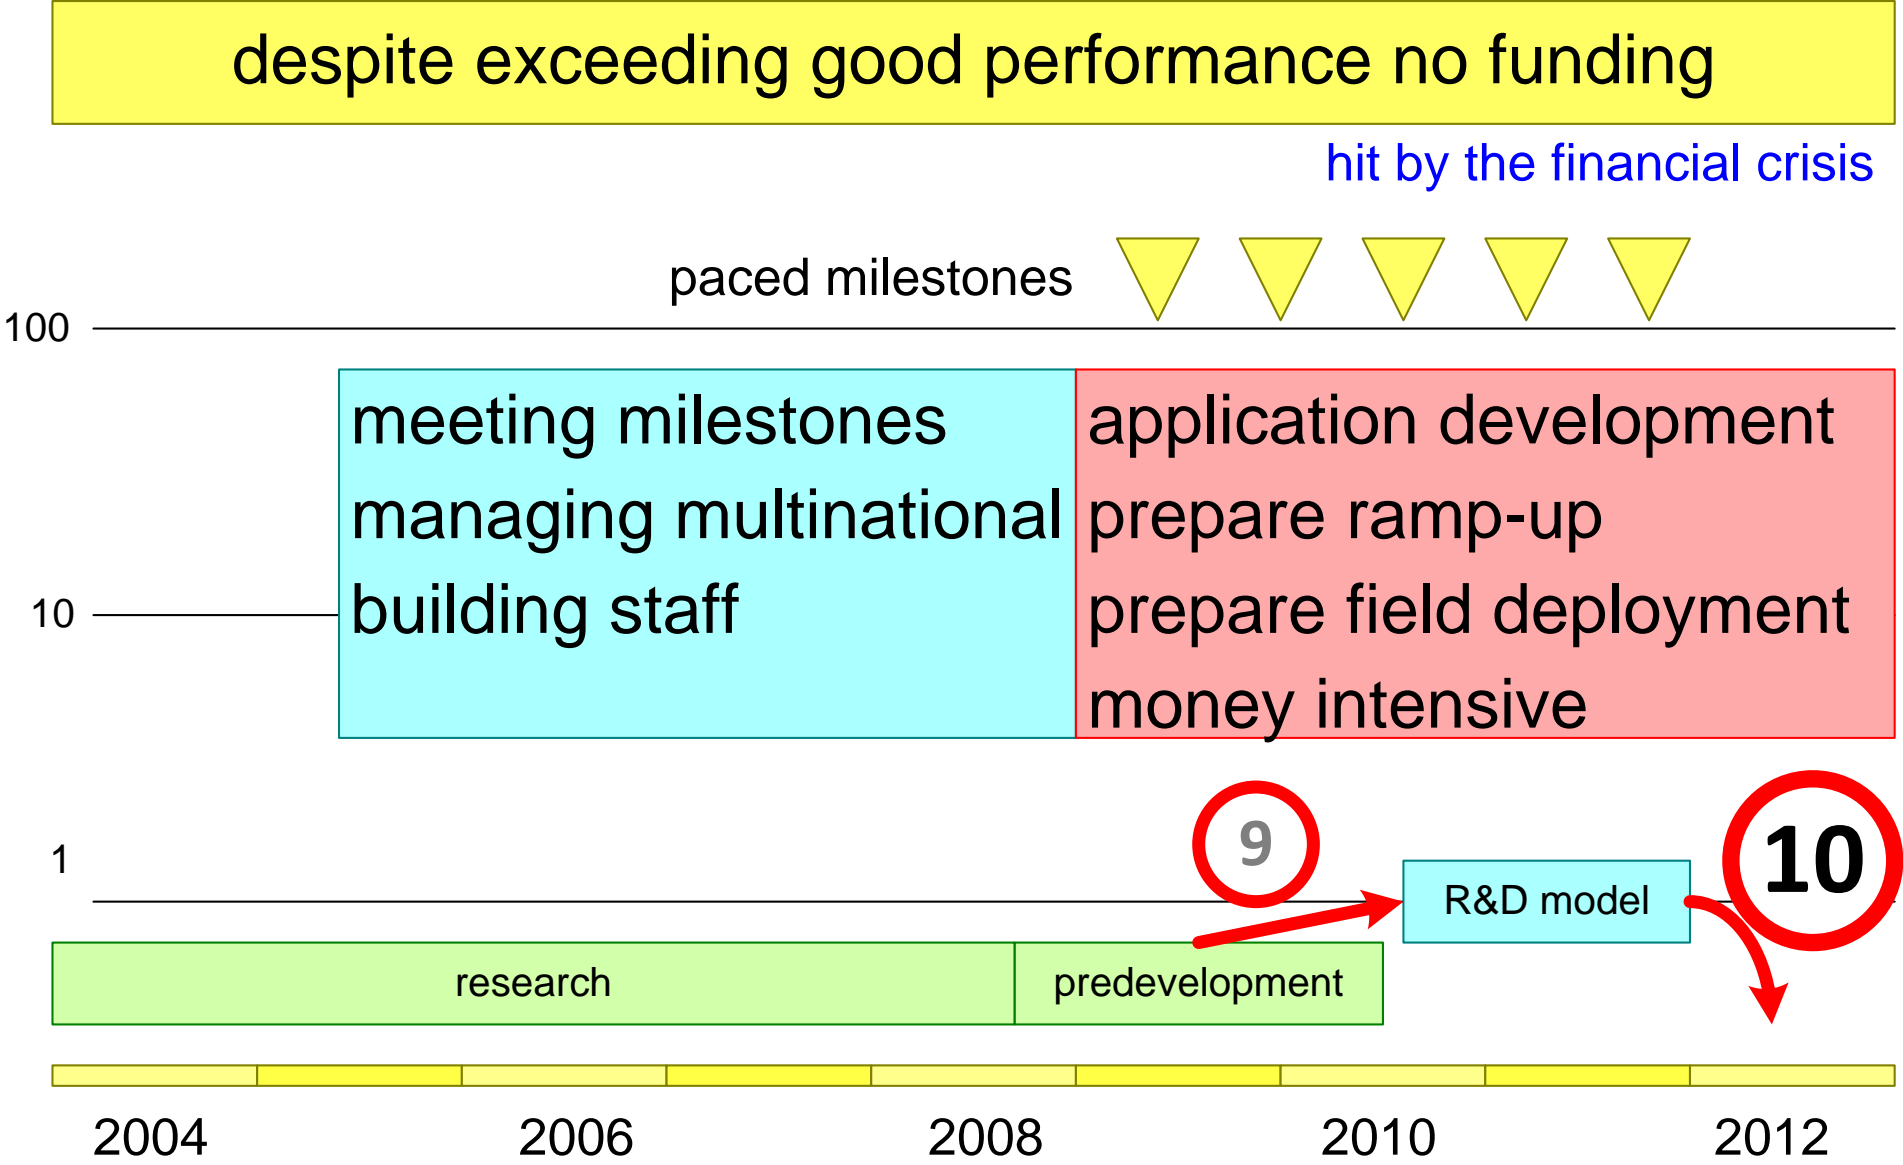 despite exceeding good performance no funding
hit by the financial crisis
paced milestones
100
meeting milestones
managing multinational
building staff
application development
prepare ramp-up
prepare field deployment
money intensive
10
1
9
10
R&D model
research
predevelopment
2004
2006
2008
2010
2012